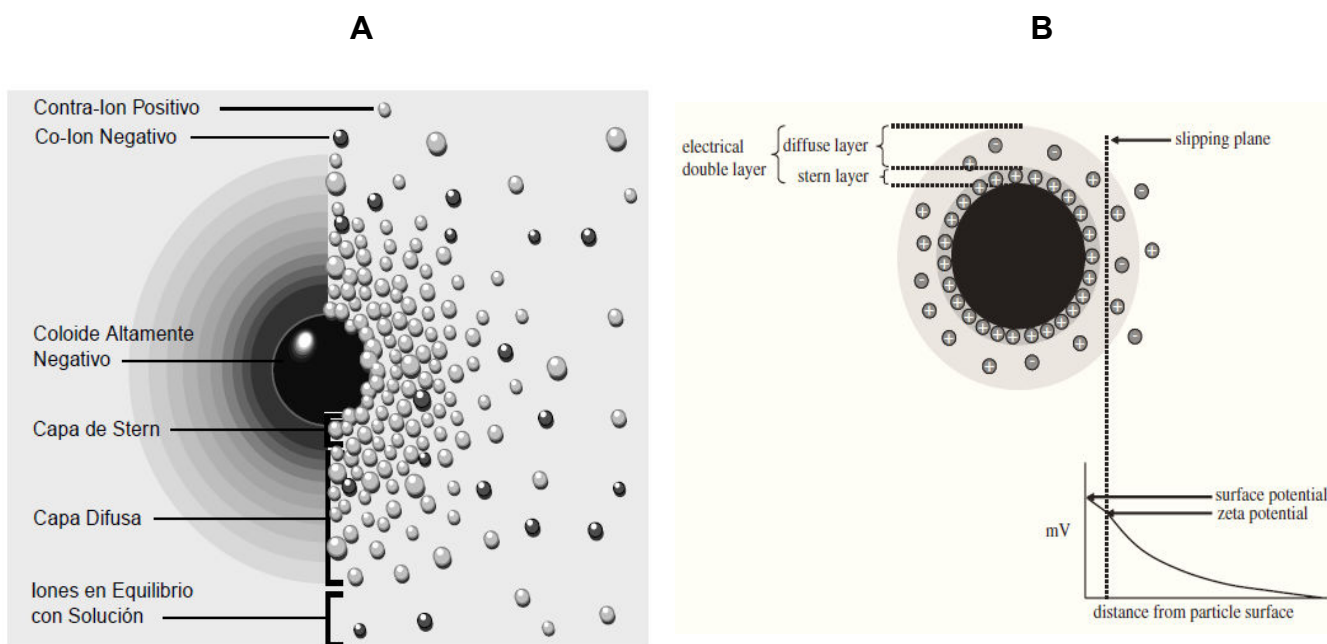 A
B
Contra-Ion Positivo
Co-Ion Negativo
Coloide Altamente
Negativo
Capa de Stern
Capa Difusa
Iones en Equilibrio
con Solución
electrical
double layer
diffuse layer
stern layer
slipping plane
surface potential
zeta potential
mV
distance from particle surface